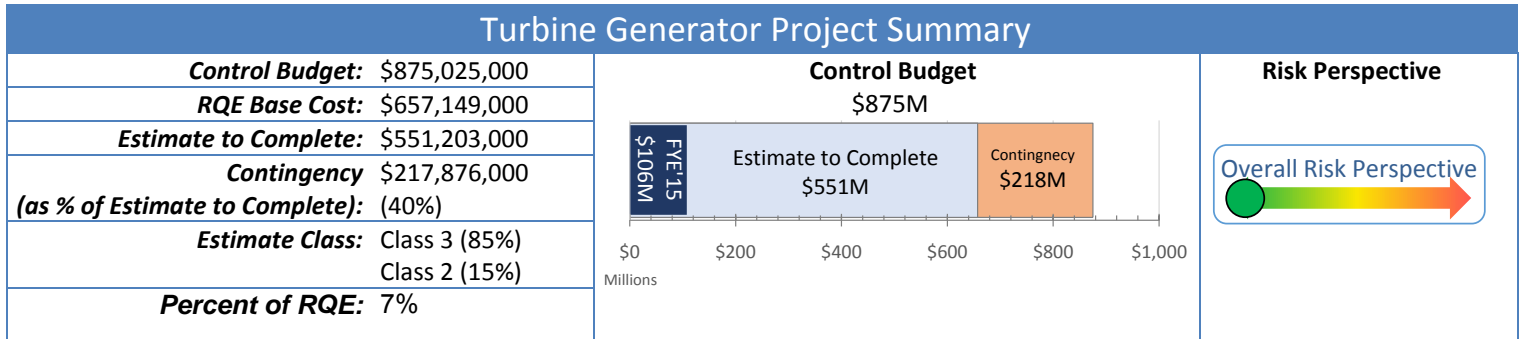 Turbine Generator Project Summary
Control Budget: $875,025,000
RQE Base Cost: $657,149,000
Estimate to Complete: $551,203,000
Contingency $217,876,000
(as % of Estimate to Complete): (40%)
Estimate Class: Class 3 (85%)
Class 2 (15%)
Percent of RQE: 7%
Control Budget
$875M
FYE'15
$106M
Estimate to Complete
$551M
Contingnecy
$218M
$0 $200 $400 $600 $800 $1,000
Millions
Risk Perspective
Overall Risk Perspective